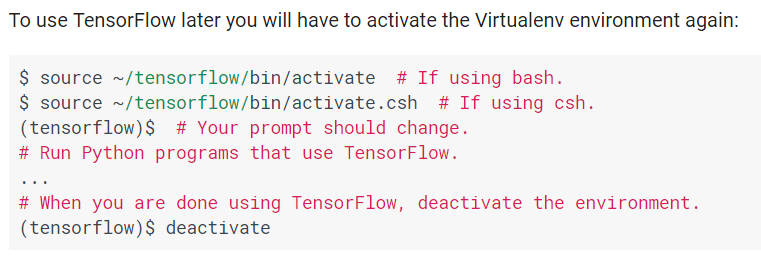 To use TensorFlow later you will have to activate the Virtualenv environment again:
$ source ~/tensorflow/bin/activate  # If using bash.
$ source ~/tensorflow/bin/activate.csh  # If using csh.
(tensorflow)$  # Your prompt should change.
# Run Python programs that use TensorFlow.
...
# When you are done using TensorFlow, deactivate the environment.
(tensorflow)$ deactivate